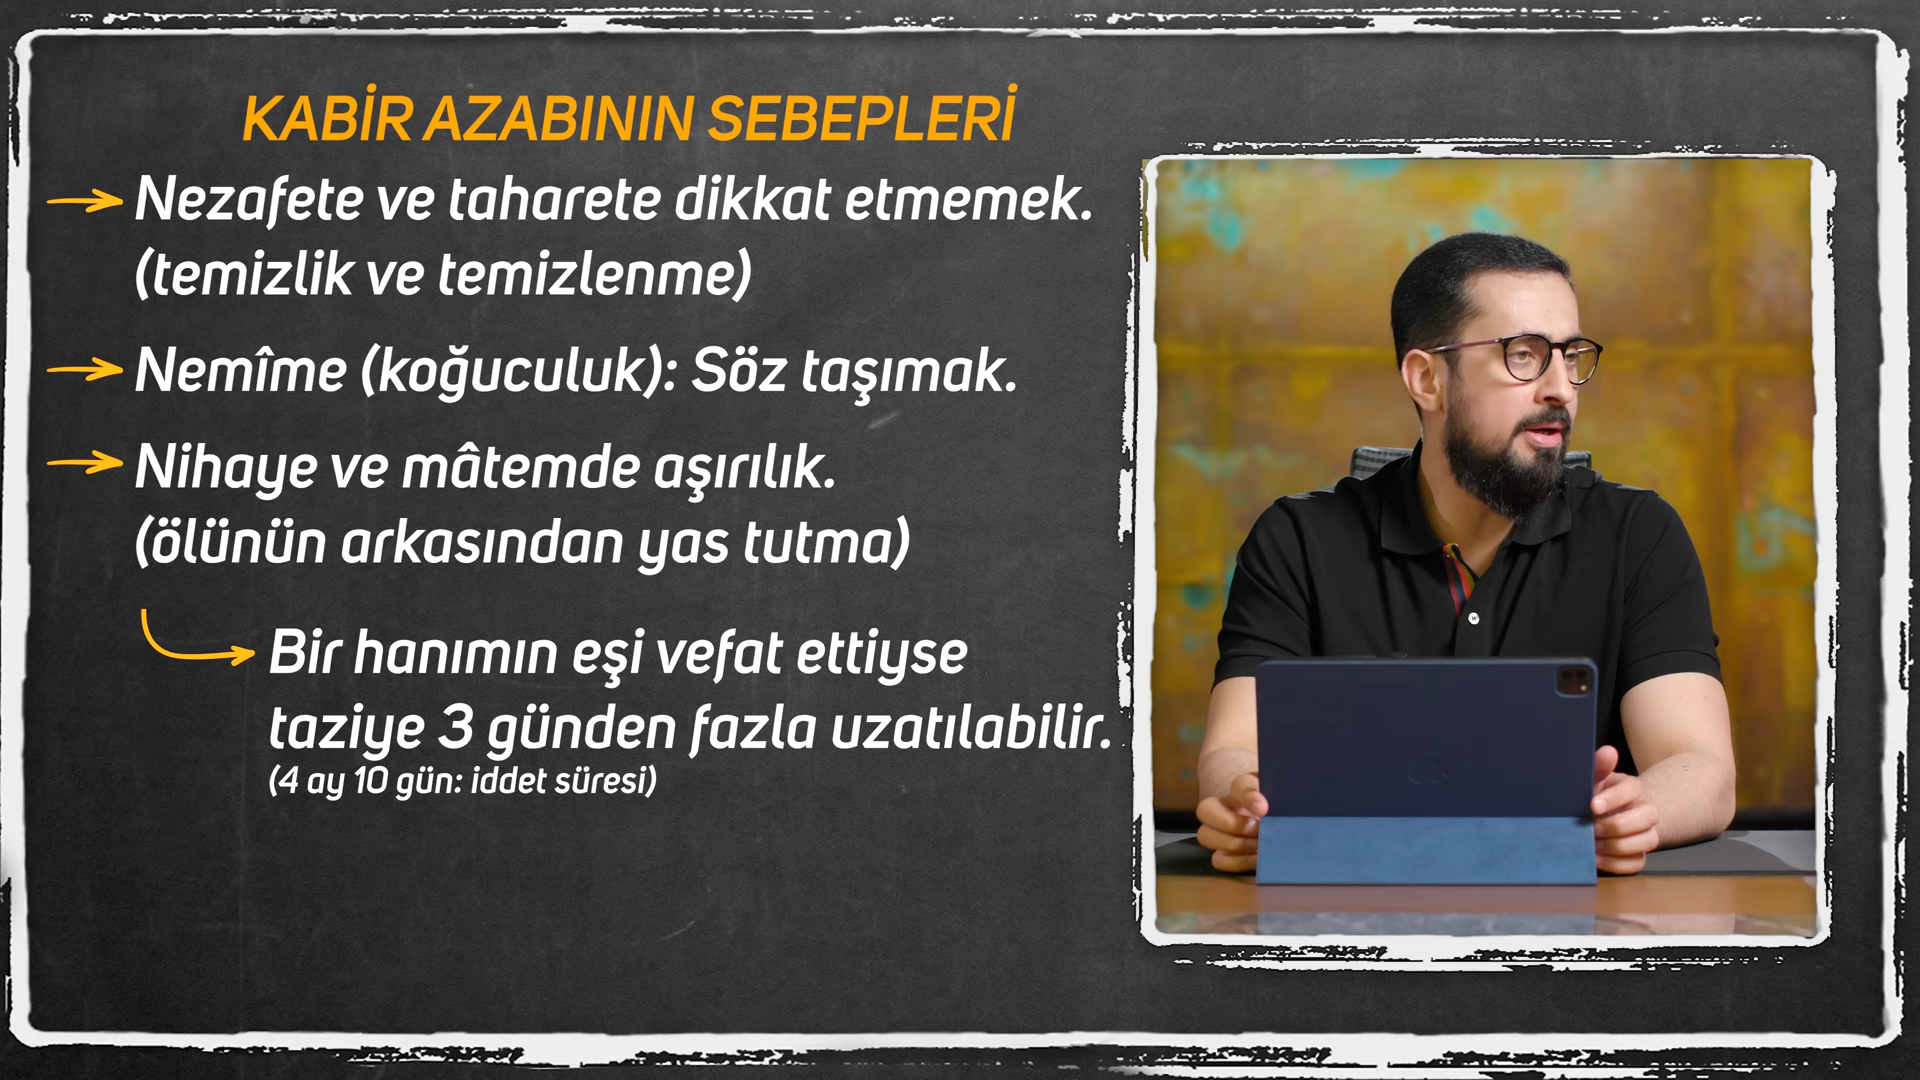 KABİR AZABININ SEBEPLERİ
Nezafete ve taharete dikkat etmemek.
(temizlik ve temizlenme)
Nemîme (koğuculuk): Söz taşımak.
Nihaye ve mâtemde aşırılık.
(ölünün arkasından yas tutma)
Bir hanımın eşi vefat ettiyse
taziye 3 günden fazla uzatılabilir.
(4 ay 10 gün: iddet süresi)